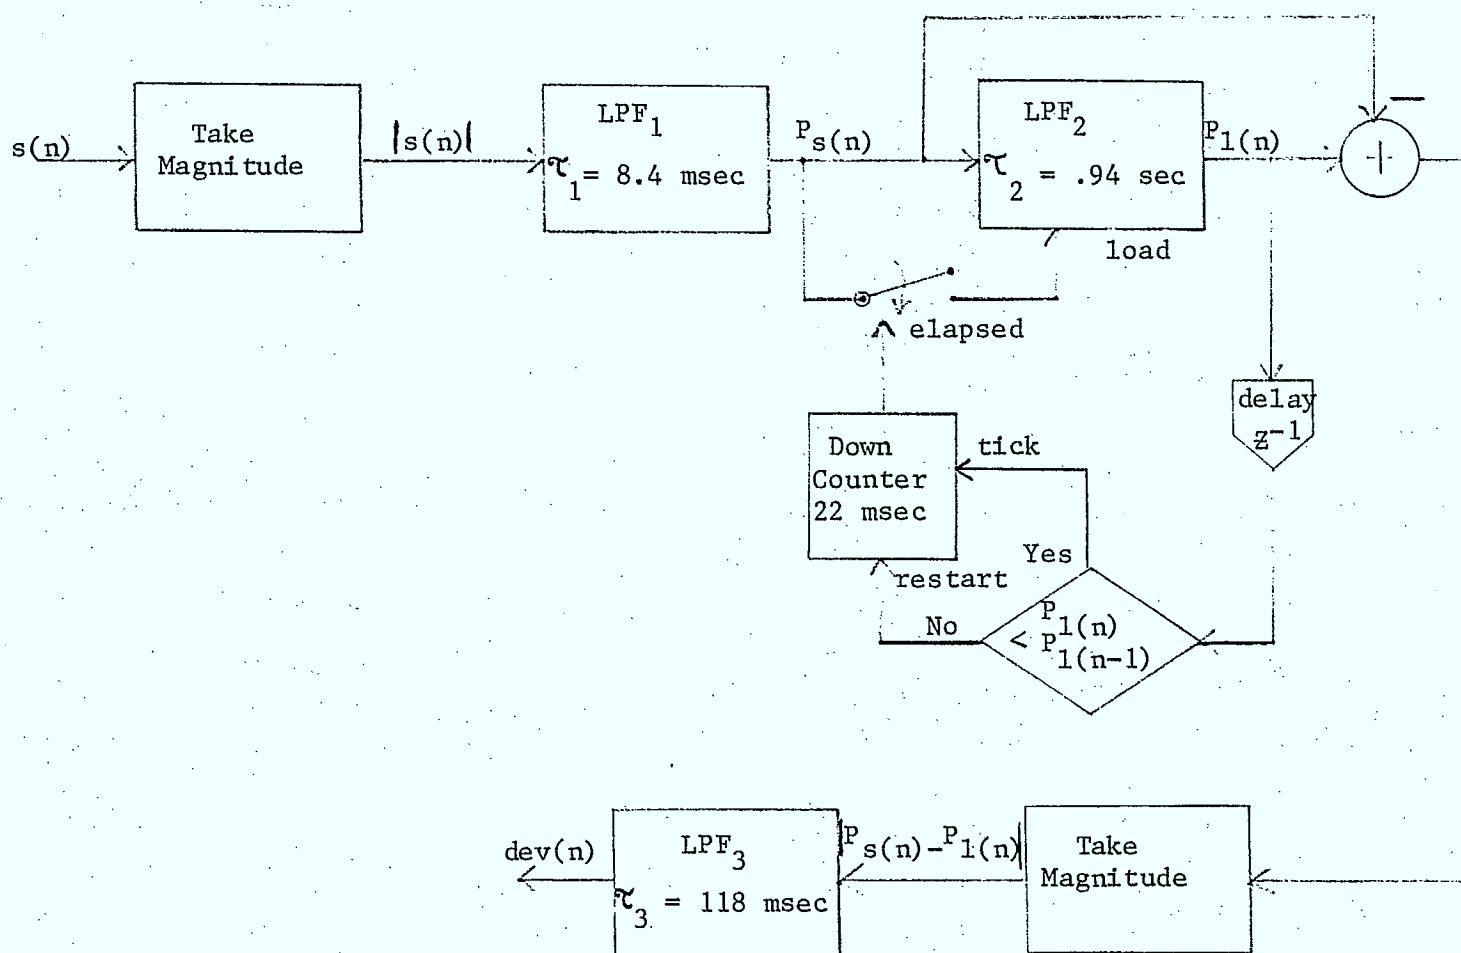 s(n)
Take
Magnitude
|s(n)|
LPF1
τ1 = 8.4 msec
Ps(n)
LPF2
τ2 = .94 sec
P1(n)
−
+
load
elapsed
delay
z-1
Down
Counter
22 msec
tick
restart
Yes
No
P1(n)
< P1(n-1)
dev(n)
LPF3
τ3 = 118 msec
|Ps(n)-P1(n)|
Take
Magnitude